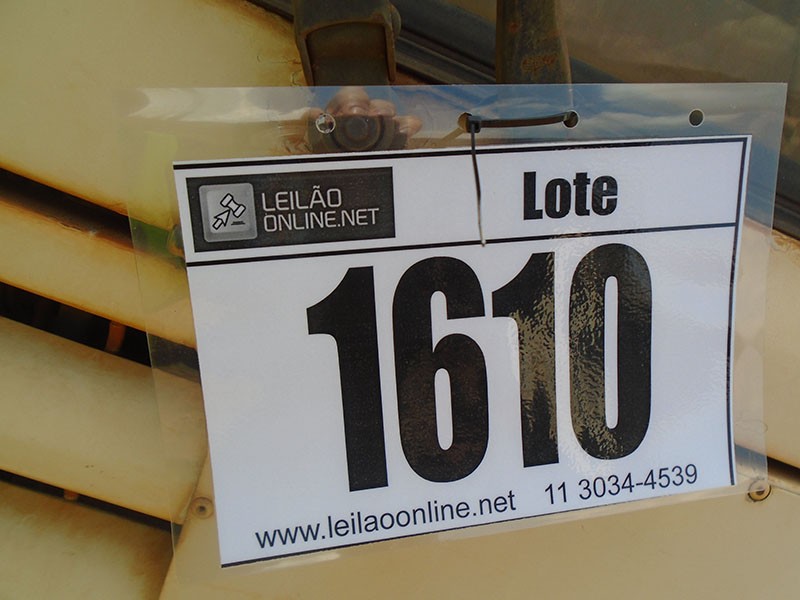 LEILÃO
ONLINE.NET
Lote
1610
www.leilaoonline.net 11 3034-4539